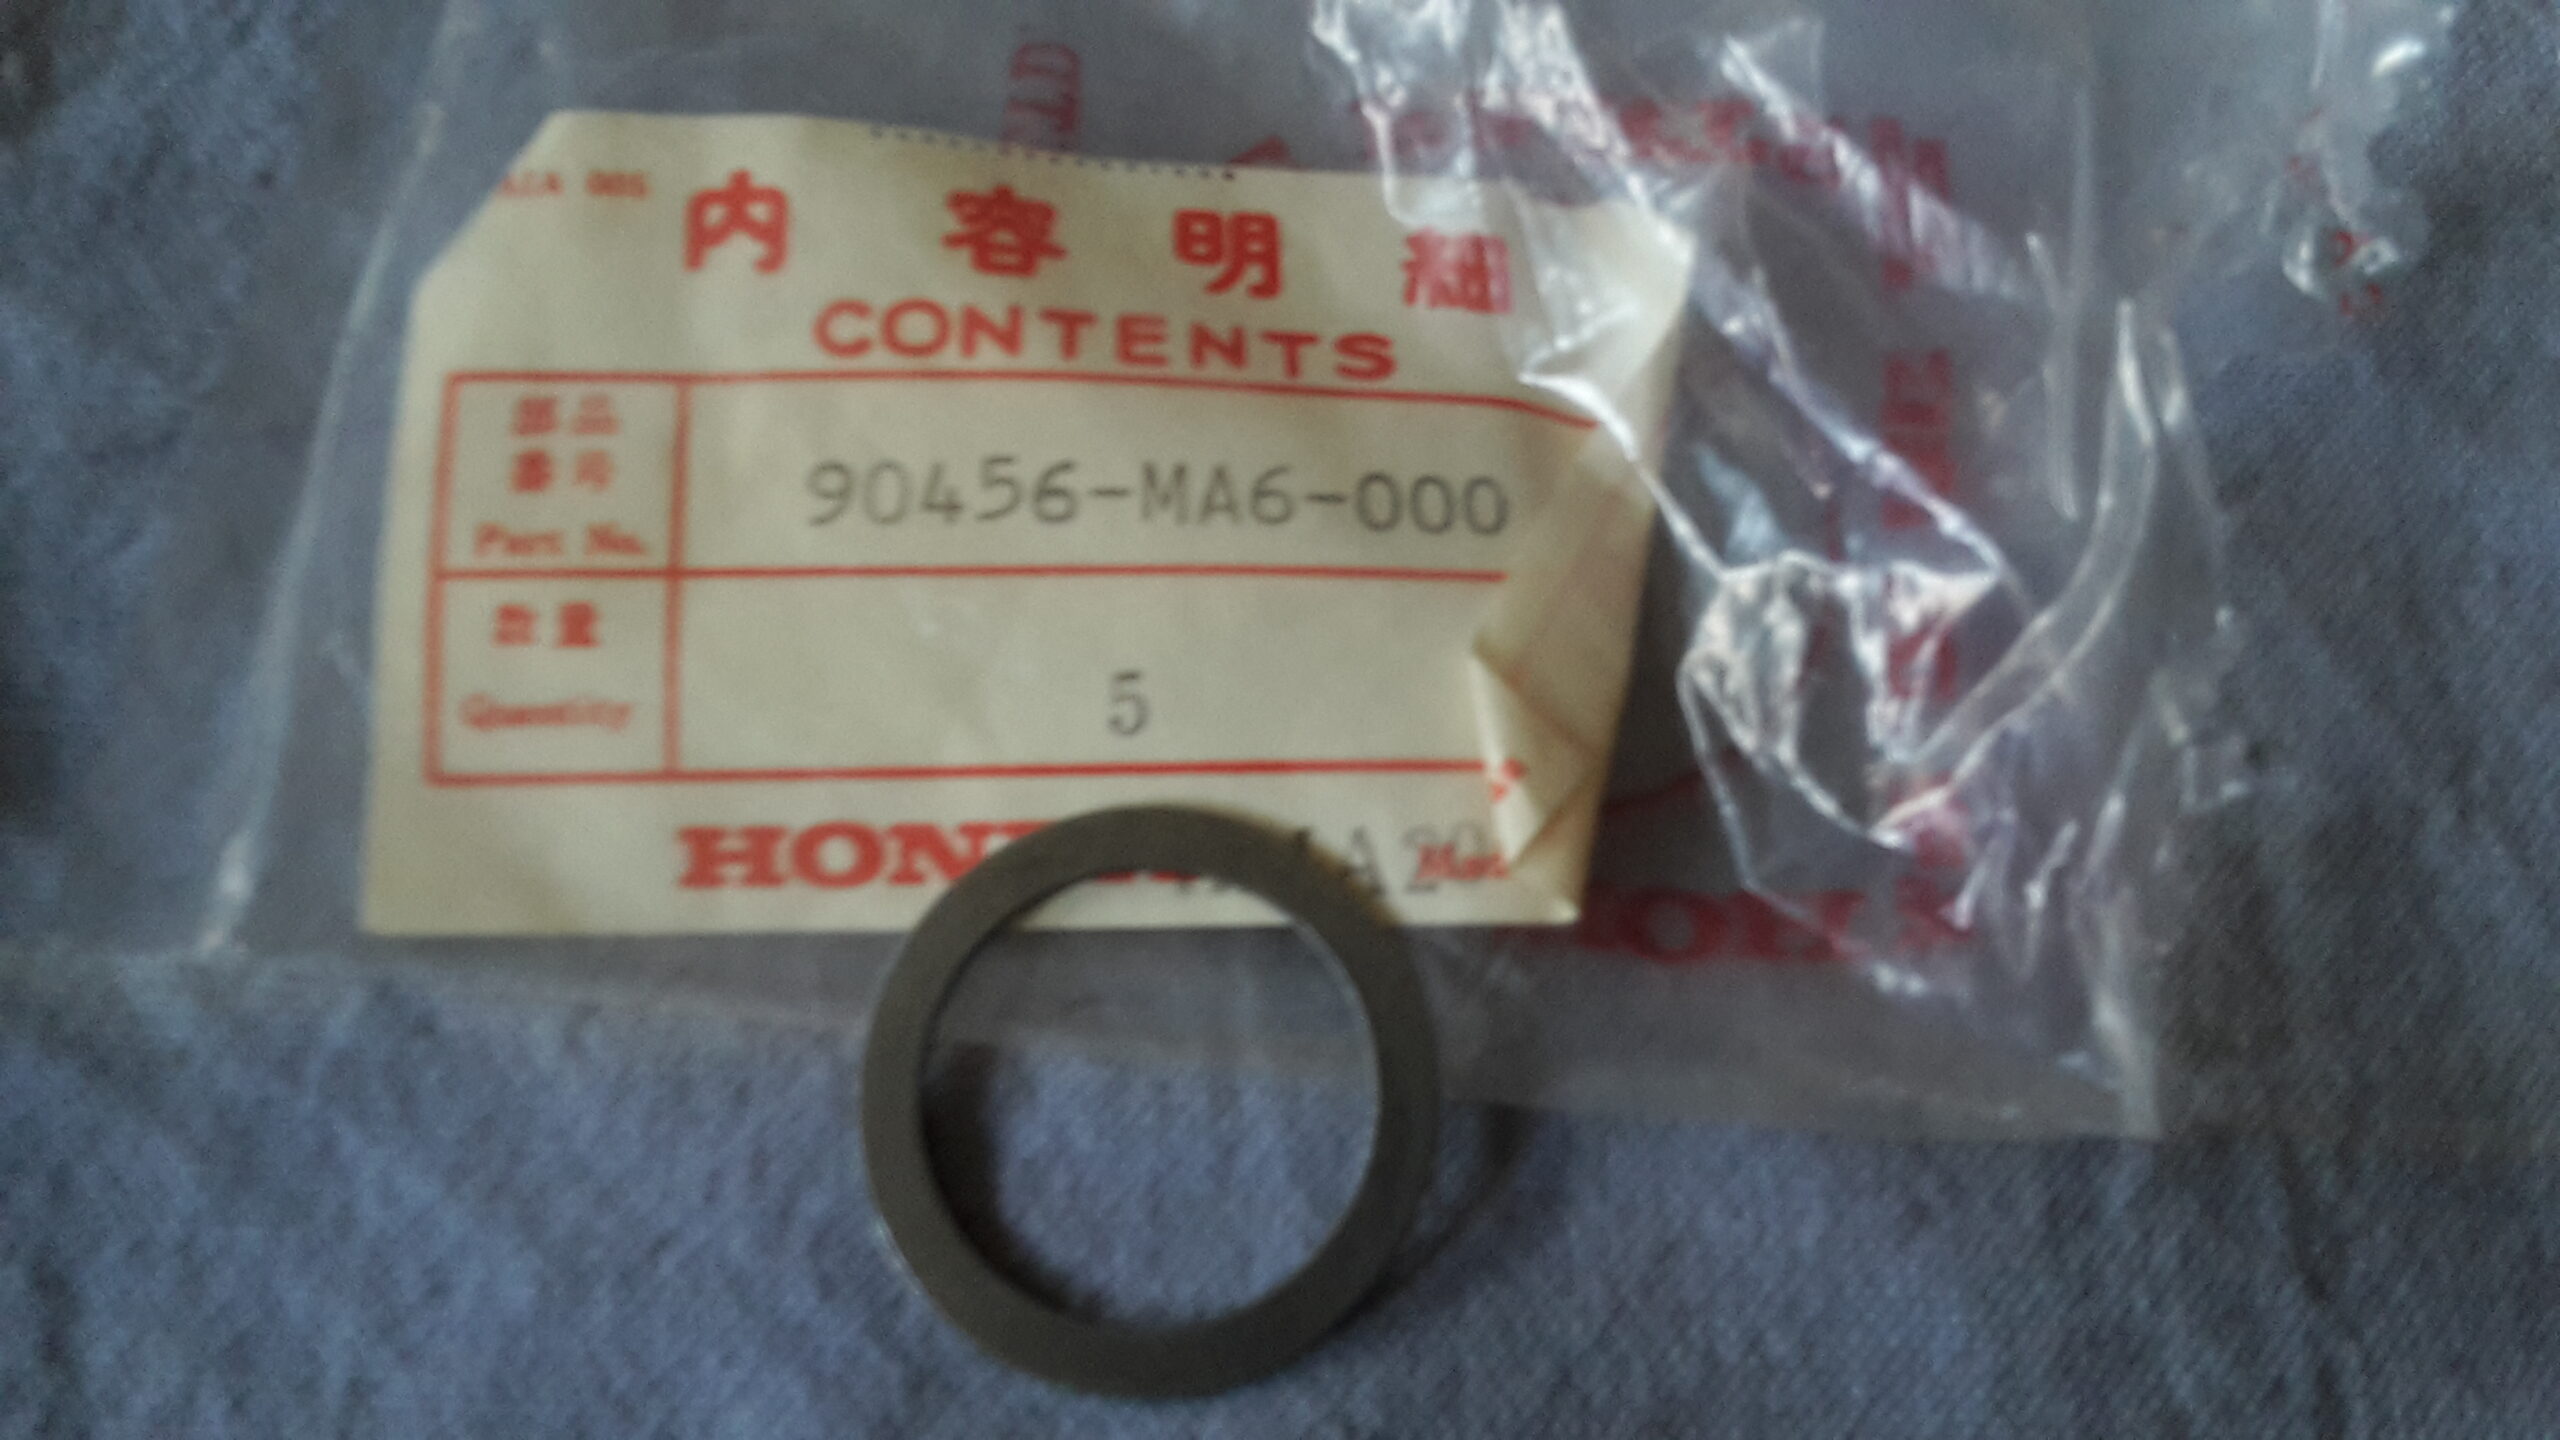 内容明細
CONTENTS
部品
番号
Part No.
90456-MA6-000
数量
Quantity
5